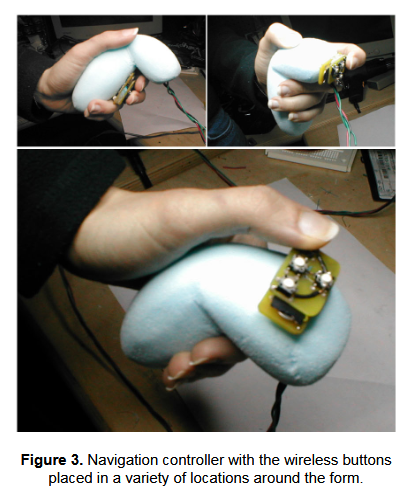 Figure 3. Navigation controller with the wireless buttons
placed in a variety of locations around the form.